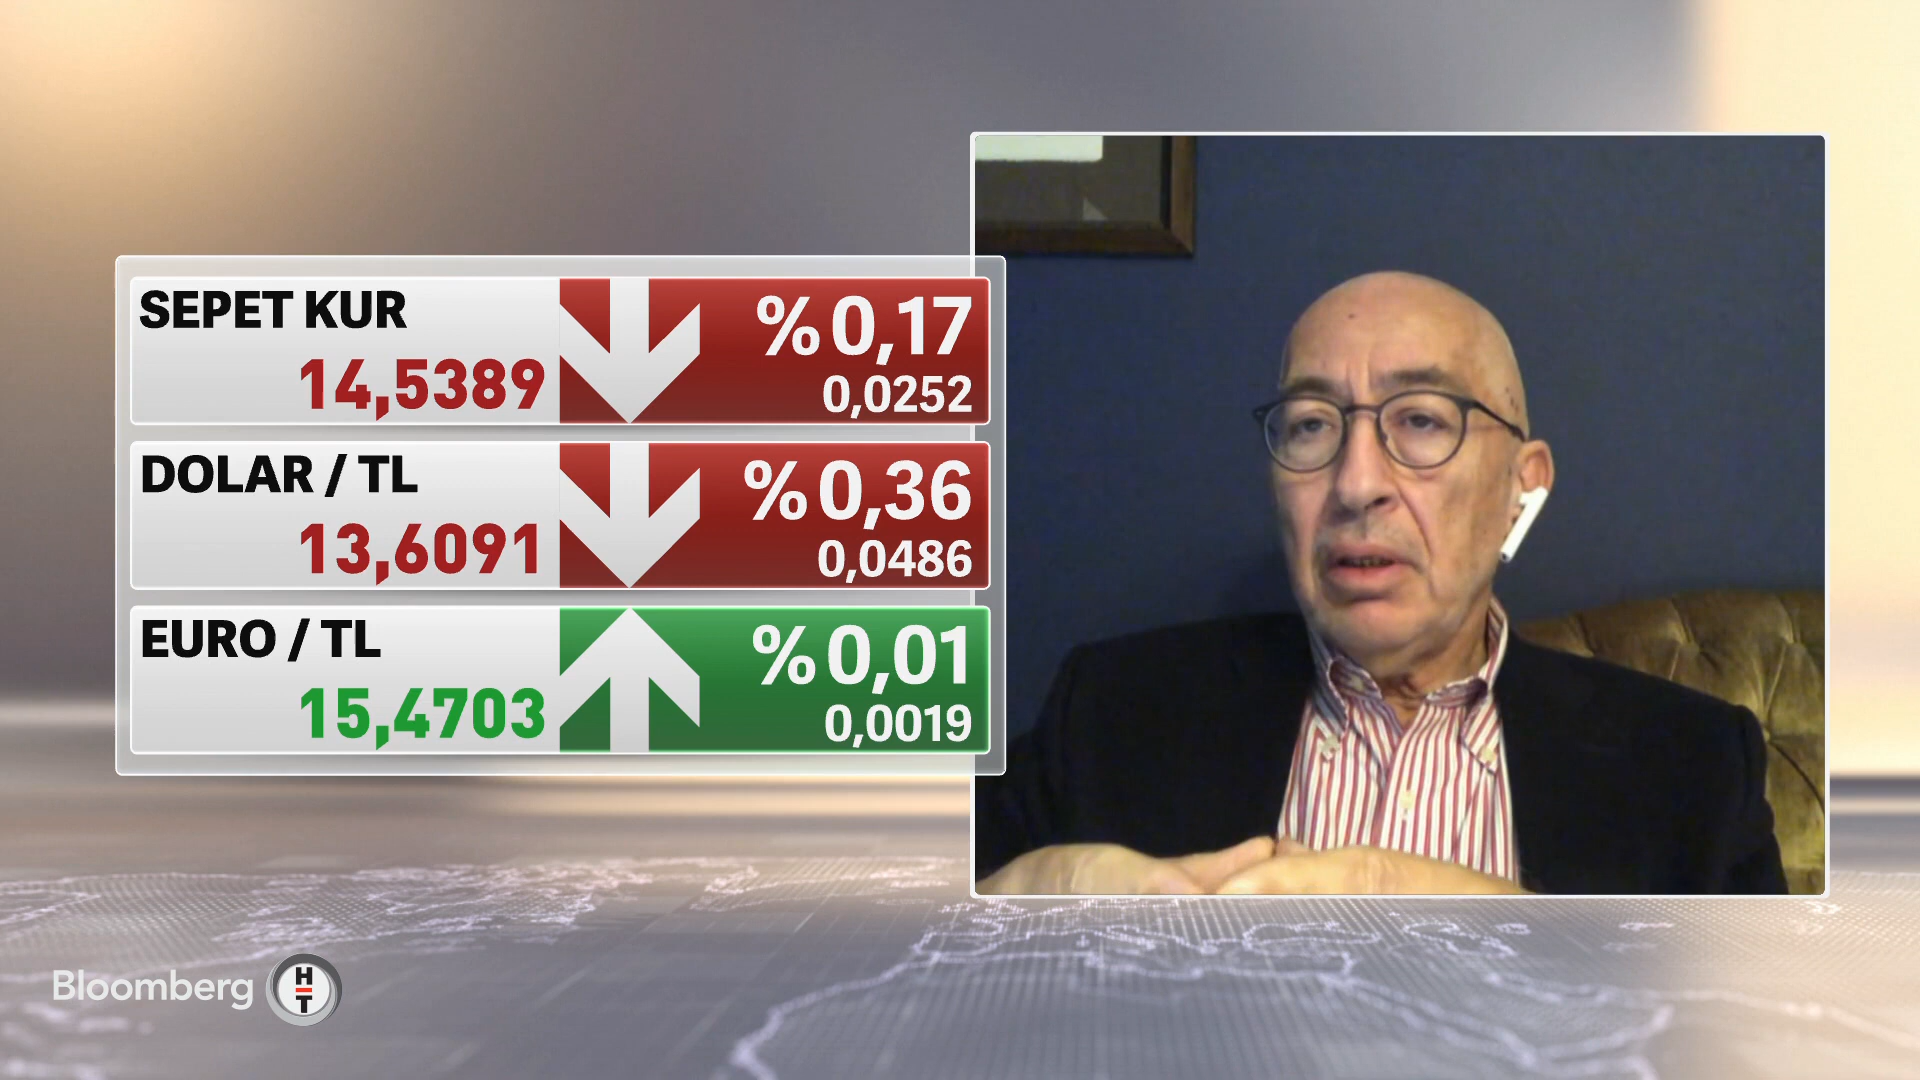 SEPET KUR
14,5389
%0,17
0,0252
DOLAR / TL
13,6091
%0,36
0,0486
EURO / TL
15,4703
%0,01
0,0019
Bloomberg HT